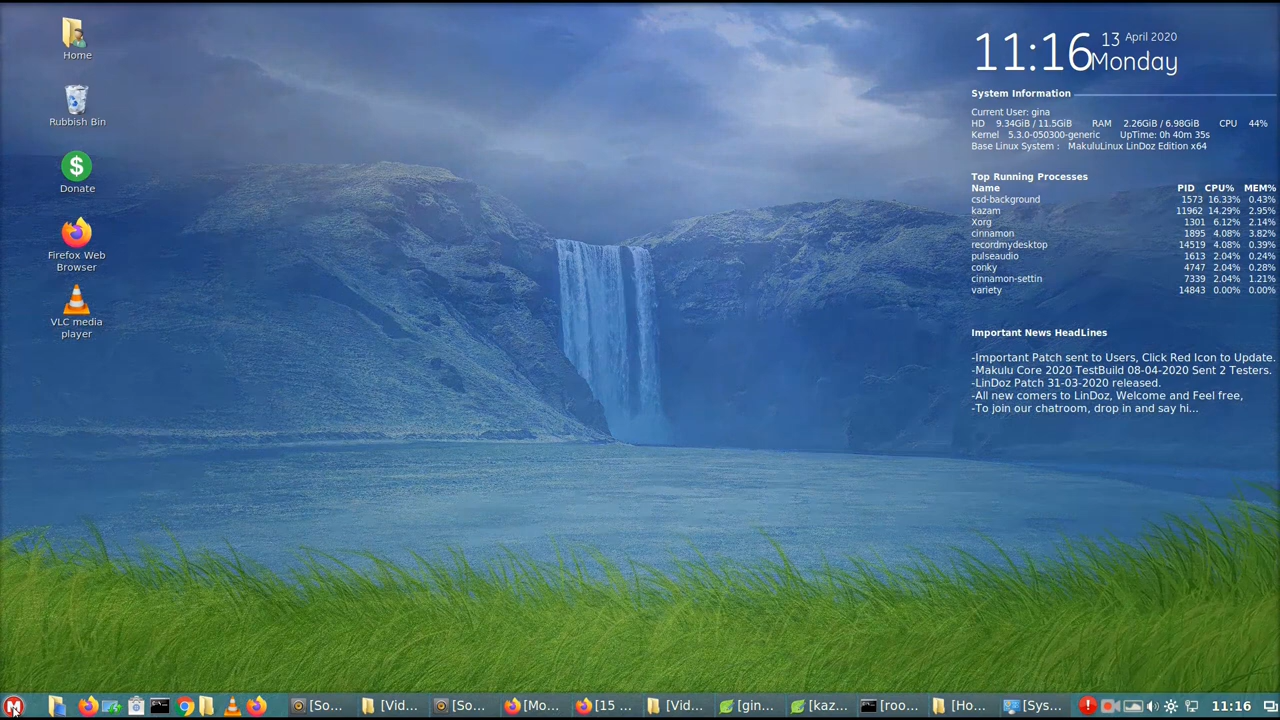 Home
Rubbish Bin
Donate
Firefox Web
Browser
VLC media
player
11:16 13 April 2020
Monday
System Information
Current User: gina
HD 9.34GiB / 11.5GiB RAM 2.26GiB / 6.98GiB CPU 44%
Kernel 5.3.0-050300-generic UpTime: 0h 40m 35s
Base Linux System : MakuluLinux LinDoz Edition x64
Top Running Processes
Name PID CPU% MEM%
csd-background 1573 16.33% 0.43%
kazam 11962 14.29% 2.95%
Xorg 1301 6.12% 2.14%
cinnamon 1895 4.08% 3.82%
recordmydesktop 14519 4.08% 0.39%
pulseaudio 1613 2.04% 0.24%
conky 4747 2.04% 0.28%
cinnamon-settin 7339 2.04% 1.21%
variety 14843 0.00% 0.00%
Important News HeadLines
-Important Patch sent to Users, Click Red Icon to Update.
-Makulu Core 2020 TestBuild 08-04-2020 Sent 2 Testers.
-LinDoz Patch 31-03-2020 released.
-All new comers to LinDoz, Welcome and Feel free,
-To join our chatroom, drop in and say hi...
[So... [Vid... [So... [Mo... [15 ... [Vid... [gin... [kaz... [roo... [Ho... [Sys... 11:16